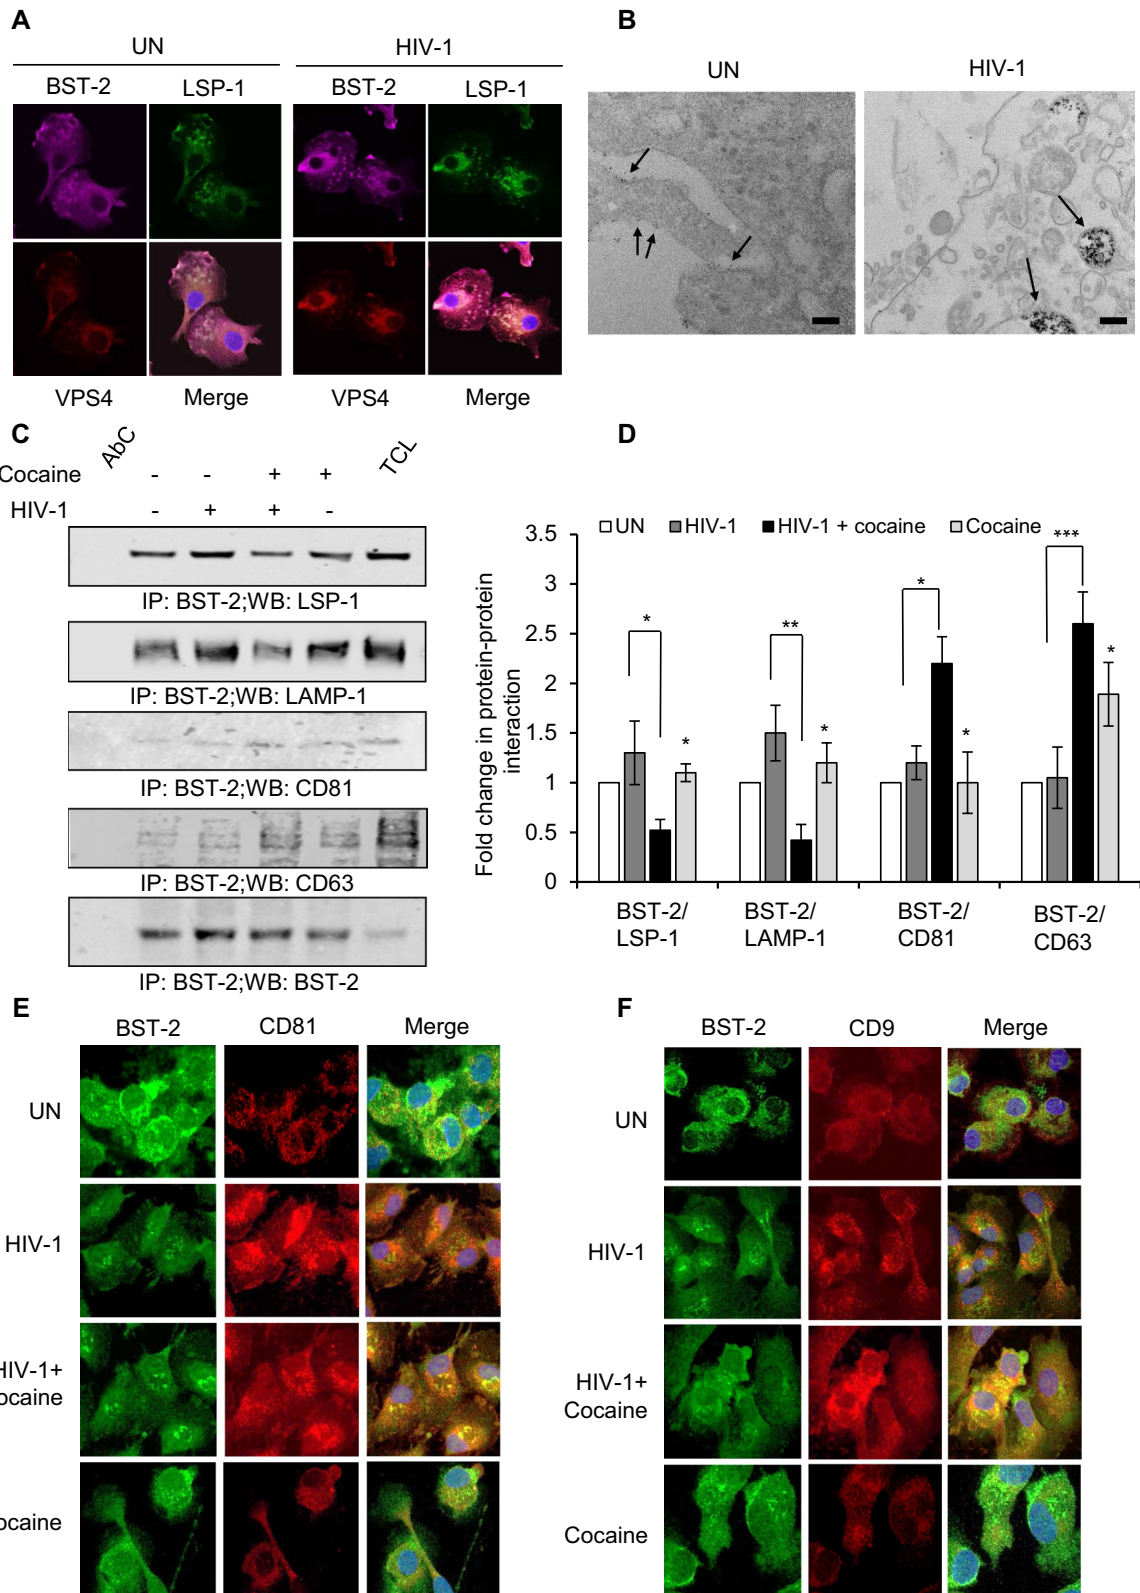 A
UN
HIV-1
BST-2
LSP-1
BST-2
LSP-1
VPS4
Merge
VPS4
Merge
B
UN
HIV-1
C
AbC
TCL
Cocaine - - + +
HIV-1 - + + -
IP: BST-2;WB: LSP-1
IP: BST-2;WB: LAMP-1
IP: BST-2;WB: CD81
IP: BST-2;WB: CD63
IP: BST-2;WB: BST-2
D
UN HIV-1 HIV-1 + cocaine Cocaine
Fold change in protein-protein
interaction
3.5
3
2.5
2
1.5
1
0.5
0
* * ** * * * *** *
BST-2/
LSP-1
BST-2/
LAMP-1
BST-2/
CD81
BST-2/
CD63
E
BST-2
CD81
Merge
UN
HIV-1
HIV-1+
ocaine
ocaine
F
BST-2
CD9
Merge
UN
HIV-1
HIV-1+
Cocaine
Cocaine